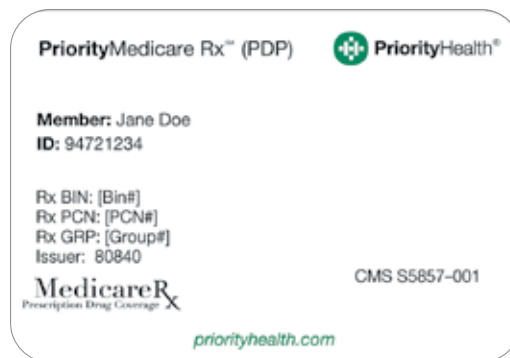 PriorityMedicare Rx℠ (PDP)
PriorityHealth®
Member: Jane Doe
ID: 94721234
Rx BIN: [Bin#]
Rx PCN: [PCN#]
Rx GRP: [Group#]
Issuer: 80840
MedicareRx
Prescription Drug Coverage
CMS S5857-001
priorityhealth.com